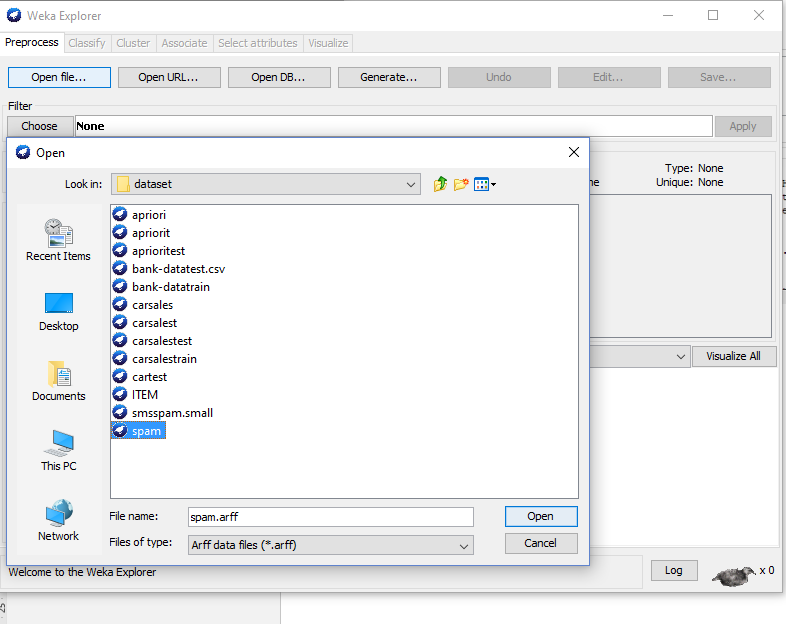 Weka Explorer
Preprocess Classify Cluster Associate Select attributes Visualize
Open file... Open URL... Open DB... Generate... Undo Edit... Save...
Filter
Choose None Apply
Open
Look in: dataset
Type: None
Unique: None
Recent Items
Desktop
Documents
This PC
Network
apriori
apriorit
aprioritest
bank-datatest.csv
bank-datatrain
carsales
carsalest
carsalestest
carsalestrain
cartest
ITEM
smsspam.small
spam
Visualize All
File name: spam.arff Open
Files of type: Arff data files (*.arff) Cancel
Welcome to the Weka Explorer
Log x 0